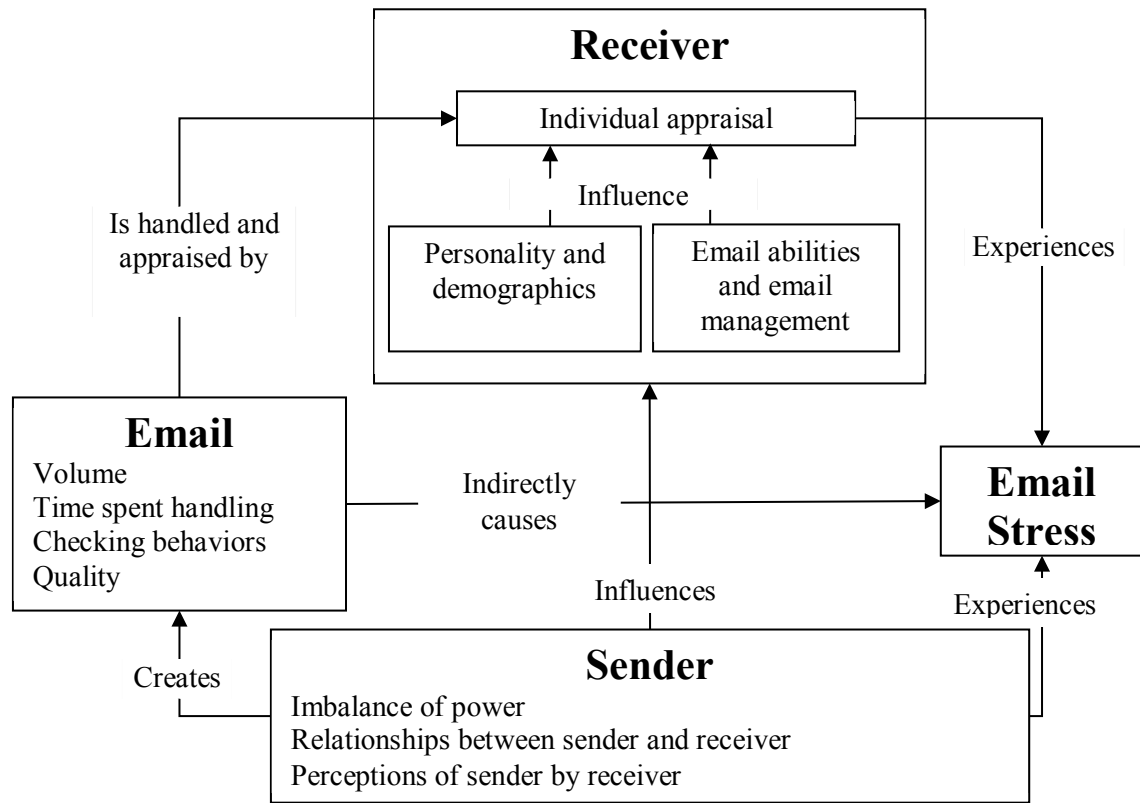 Receiver
Individual appraisal
Influence
Personality and
demographics
Email abilities
and email
management
Is handled and
appraised by
Experiences
Email
Volume
Time spent handling
Checking behaviors
Quality
Indirectly
causes
Email
Stress
Influences
Experiences
Creates
Sender
Imbalance of power
Relationships between sender and receiver
Perceptions of sender by receiver